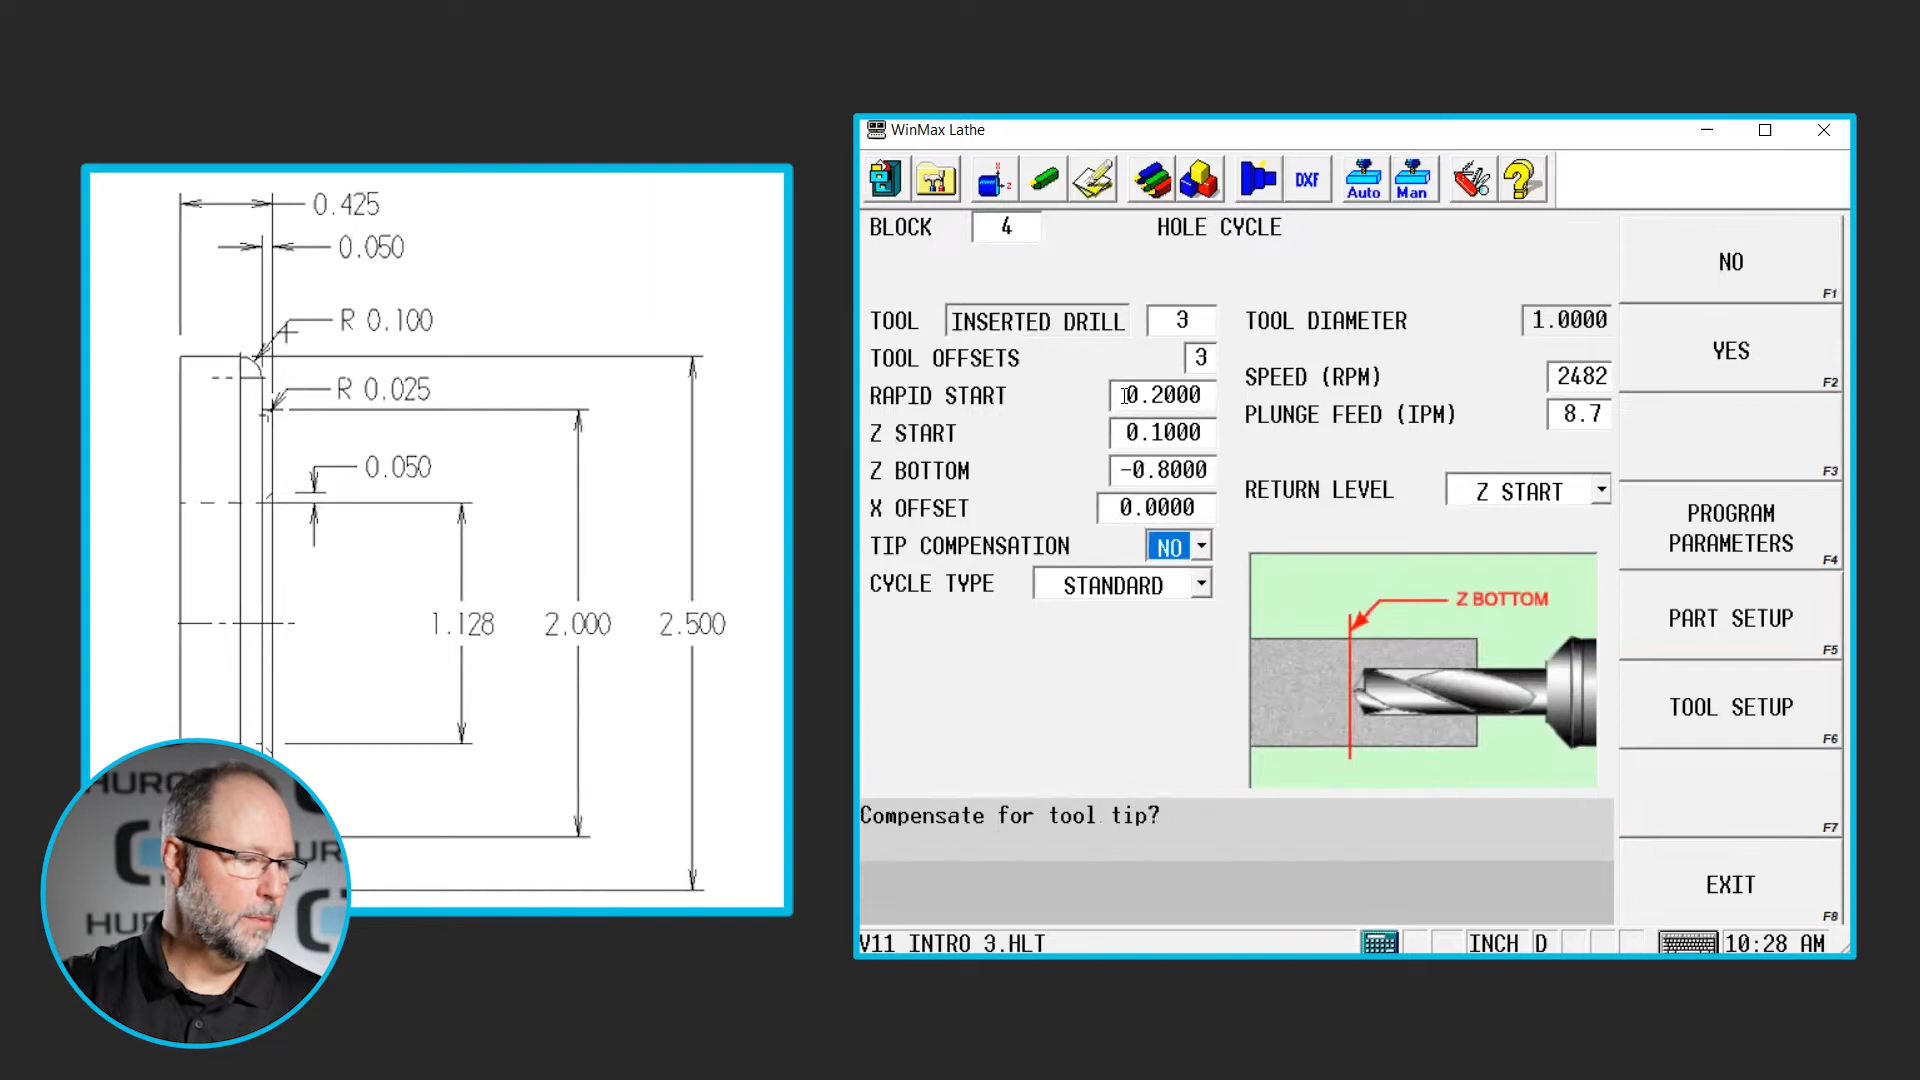 0.425
0.050
R 0.100
R 0.025
0.050
1.128
2.000
2.500
HURC
UR
HUR
WinMax Lathe
x
z
DXF
Auto
Man
BLOCK 4 HOLE CYCLE
TOOL INSERTED DRILL 3
TOOL OFFSETS 3
RAPID START 0.2000
Z START 0.1000
Z BOTTOM -0.8000
X OFFSET 0.0000
TIP COMPENSATION NO
CYCLE TYPE STANDARD
TOOL DIAMETER 1.0000
SPEED (RPM) 2482
PLUNGE FEED (IPM) 8.7
RETURN LEVEL Z START
Z BOTTOM
NO
F1
YES
F2
F3
PROGRAM
PARAMETERS
F4
PART SETUP
F5
TOOL SETUP
F6
F7
EXIT
F8
Compensate for tool tip?
V11 INTRO 3.HLT
INCH D
10:28 AM